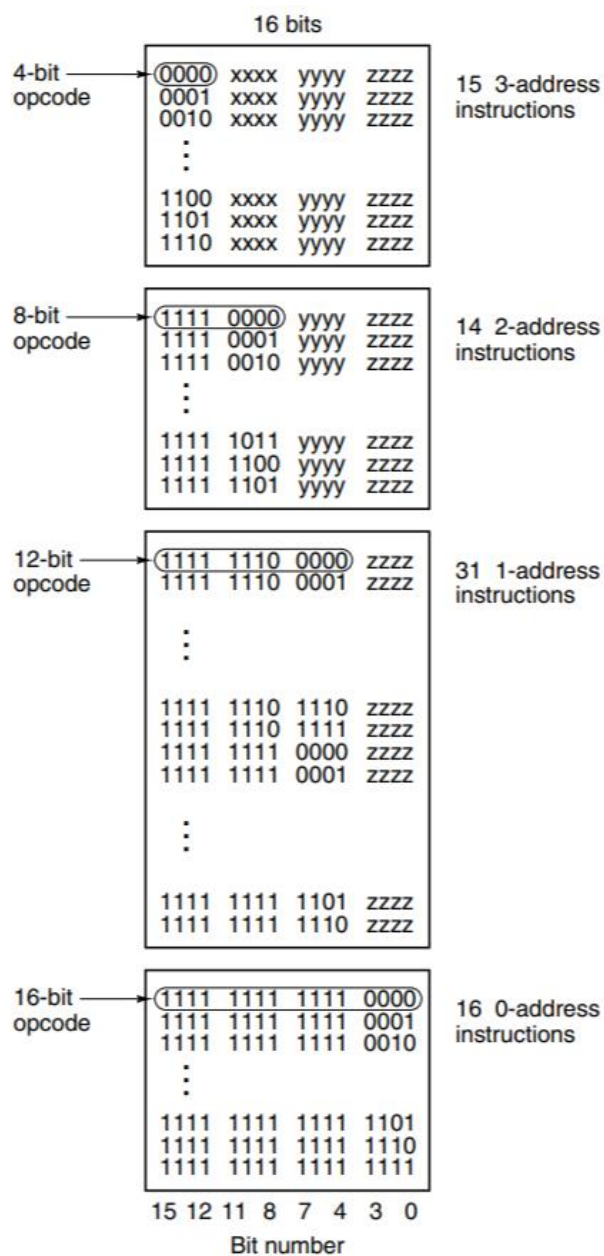 16 bits
4-bit opcode
0000 xxxx yyyy zzzz
0001 xxxx yyyy zzzz
0010 xxxx yyyy zzzz
⋮
1100 xxxx yyyy zzzz
1101 xxxx yyyy zzzz
1110 xxxx yyyy zzzz
15 3-address
instructions
8-bit
opcode
1111 0000 yyyy zzzz
1111 0001 yyyy zzzz
1111 0010 yyyy zzzz
⋮
1111 1011 yyyy zzzz
1111 1100 yyyy zzzz
1111 1101 yyyy zzzz
14 2-address
instructions
12-bit
opcode
1111 1110 0000 zzzz
1111 1110 0001 zzzz
⋮
1111 1110 1110 zzzz
1111 1110 1111 zzzz
1111 1111 0000 zzzz
1111 1111 0001 zzzz
⋮
1111 1111 1101 zzzz
1111 1111 1110 zzzz
31 1-address
instructions
16-bit
opcode
1111 1111 1111 0000
1111 1111 1111 0001
1111 1111 1111 0010
⋮
1111 1111 1111 1101
1111 1111 1111 1110
1111 1111 1111 1111
16 0-address
instructions
15 12 11 8 7 4 3 0
Bit number